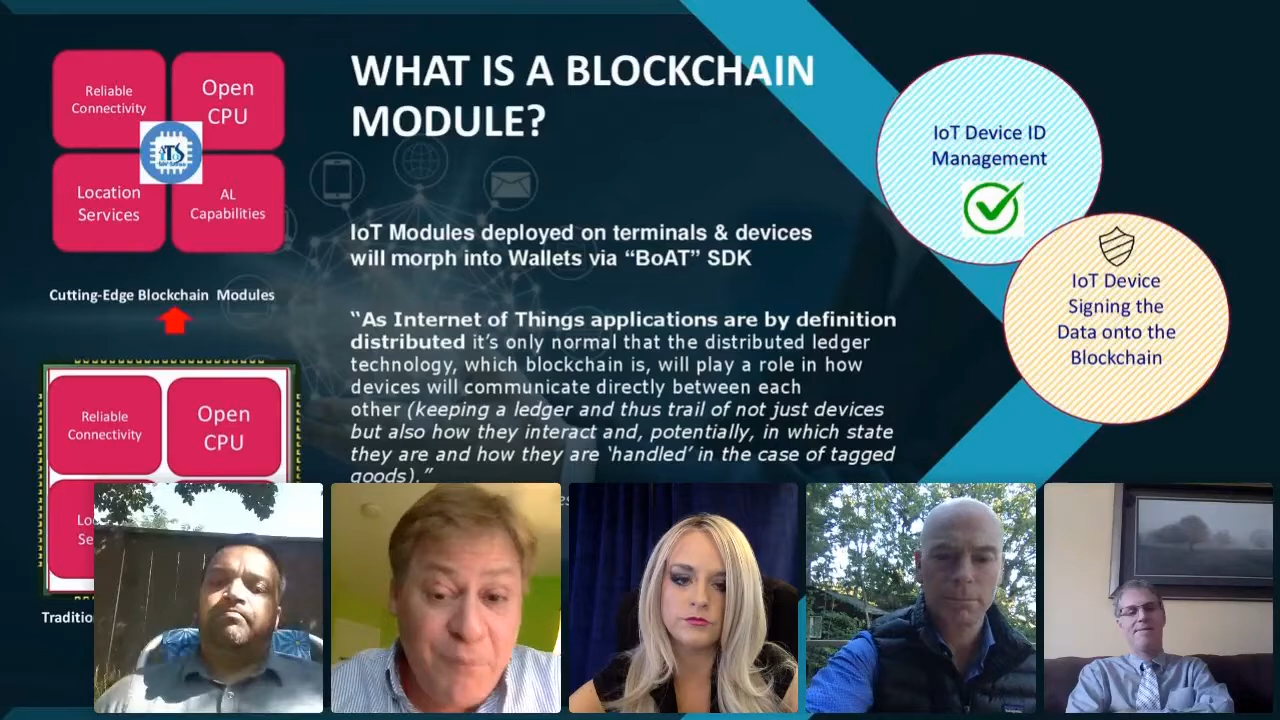 Reliable
Connectivity
Open
CPU
iTS
Location
Services
AL
Capabilities
Cutting-Edge Blockchain Modules
Reliable
Connectivity
Open
CPU
WHAT IS A BLOCKCHAIN
MODULE?
IoT Modules deployed on terminals & devices
will morph into Wallets via “BoAT” SDK
“As Internet of Things applications are by definition
distributed it’s only normal that the distributed ledger
technology, which blockchain is, will play a role in how
devices will communicate directly between each
other (keeping a ledger and thus trail of not just devices
but also how they interact and, potentially, in which state
they are and how they are ‘handled’ in the case of tagged
goods).”
IoT Device ID
Management
IoT Device
Signing the
Data onto the
Blockchain